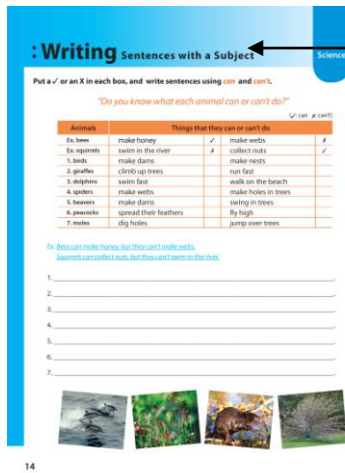 : Writing Sentences with a Subject
Science
Put a ✓ or an X in each box, and write sentences using can and can't.
"Do you know what each animal can or can't do?"
(✓: can ✗: can't)
Animals Things that they can or can't do
Ex. bees make honey ✓ make webs ✗
Ex. squirrels swim in the river ✗ collect nuts ✓
1. birds make dams make nests
2. giraffes climb up trees run fast
3. dolphins swim fast walk on the beach
4. spiders make webs make holes in trees
5. beavers make dams swing in trees
6. peacocks spread their feathers fly high
7. moles dig holes jump over trees
Ex. Bees can make honey, but they can't make webs.
Squirrels can collect nuts, but they can't swim in the river.
1.
2.
3.
4.
5.
6.
7.
14